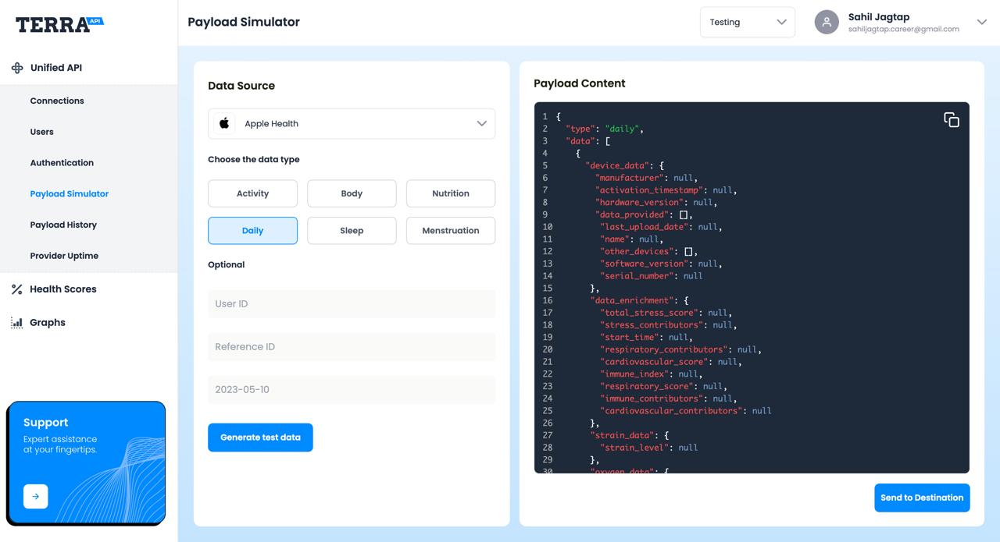 TERRA API
Payload Simulator
Testing
Sahil Jagtap
sahiljagtap.career@gmail.com
Unified API
Connections
Users
Authentication
Payload Simulator
Payload History
Provider Uptime
Health Scores
Graphs
Support
Expert assistance
at your fingertips.
Data Source
Apple Health
Choose the data type
Activity Body Nutrition
Daily Sleep Menstruation
Optional
User ID
Reference ID
2023-05-10
Generate test data
Payload Content
1 {
2 "type": "daily",
3 "data": [
4 {
5 "device_data": {
6 "manufacturer": null,
7 "activation_timestamp": null,
8 "hardware_version": null,
9 "data_provided": [],
10 "last_upload_date": null,
11 "name": null,
12 "other_devices": [],
13 "software_version": null,
14 "serial_number": null
15 },
16 "data_enrichment": {
17 "total_stress_score": null,
18 "stress_contributors": null,
19 "start_time": null,
20 "respiratory_contributors": null,
21 "cardiovascular_score": null,
22 "immune_index": null,
23 "respiratory_score": null,
24 "immune_contributors": null,
25 "cardiovascular_contributors": null
26 },
27 "strain_data": {
28 "strain_level": null
29 },
30 "oxygen_data": {
Send to Destination